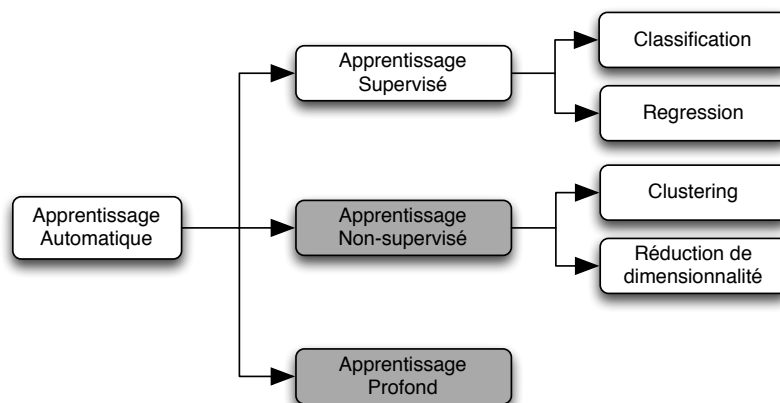 Apprentissage
Automatique
Apprentissage
Supervisé
Classification
Regression
Apprentissage
Non-supervisé
Clustering
Réduction de
dimensionnalité
Apprentissage
Profond